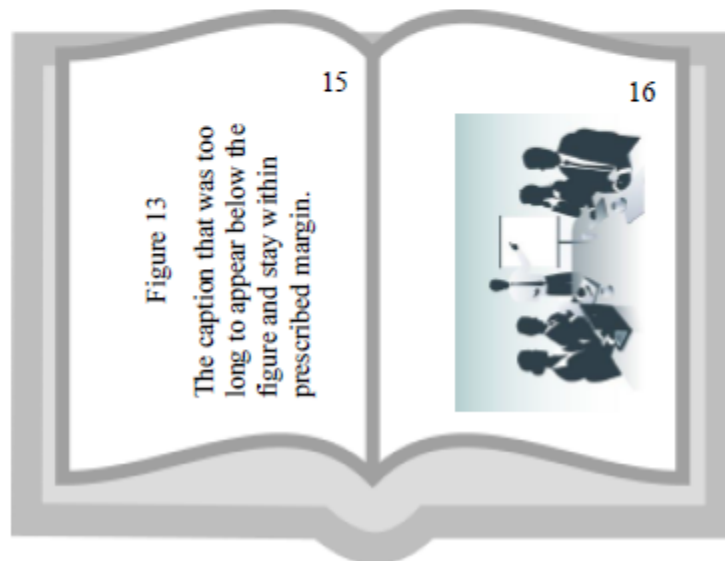 15
Figure 13
The caption that was too
long to appear below the
figure and stay within
prescribed margin.
16